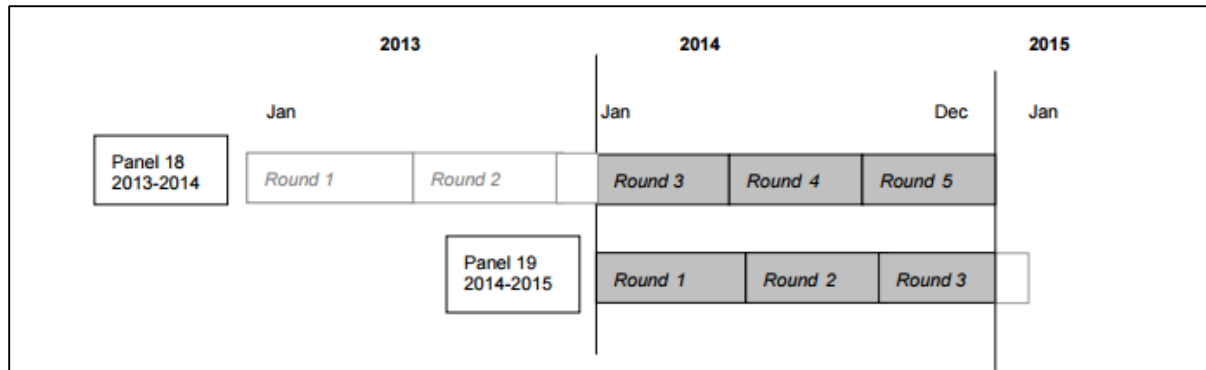 2013 2014 2015
Jan Jan Dec Jan
Panel 18
2013-2014
Round 1 Round 2 Round 3 Round 4 Round 5
Panel 19
2014-2015
Round 1 Round 2 Round 3